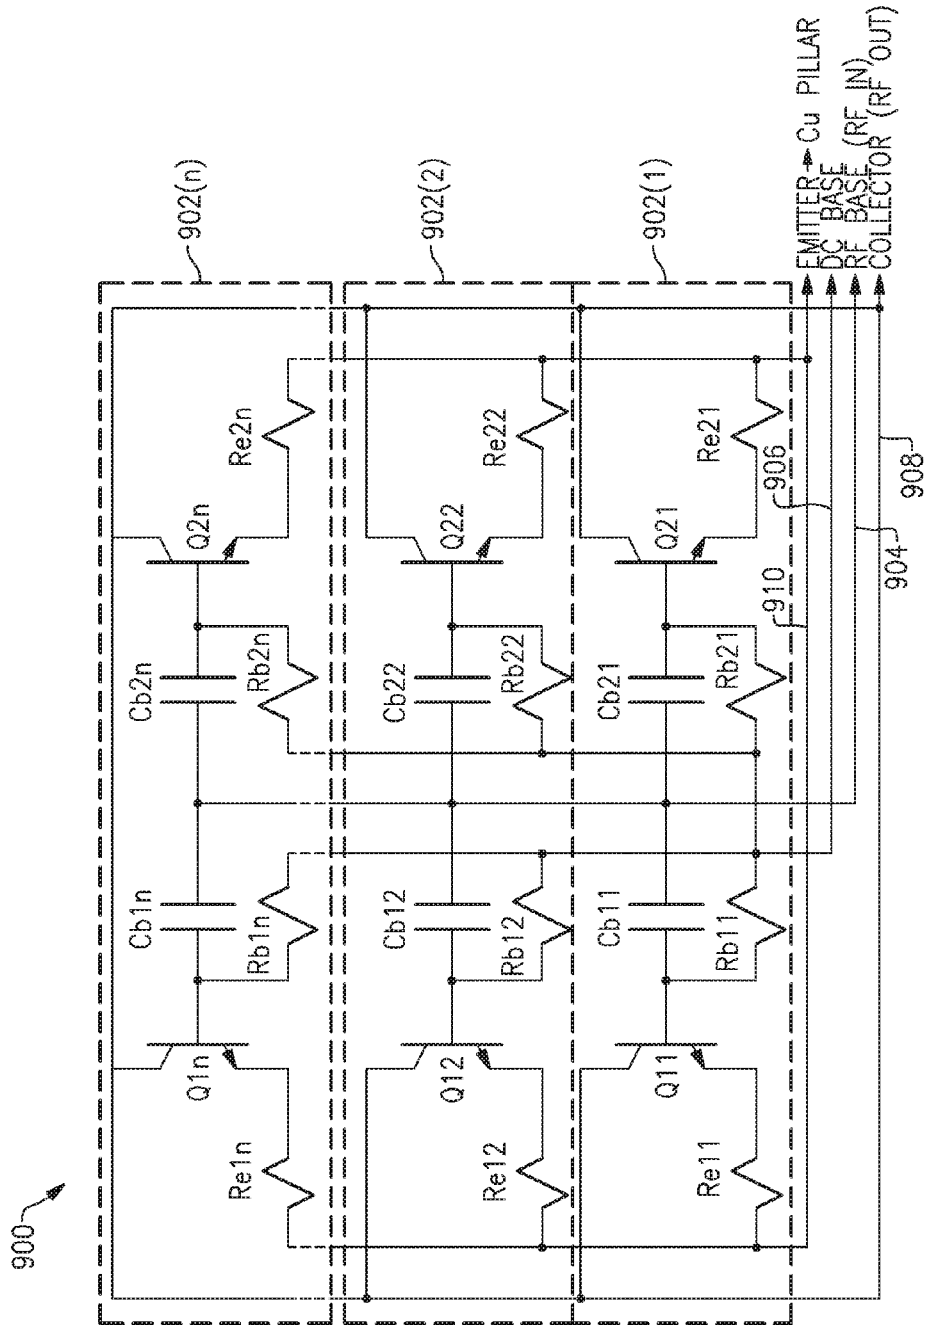 900
902(n)
902(2)
902(1)
Re1n
Q1n
Cb1n
Rb1n
Cb2n
Rb2n
Q2n
Re2n
Re12
Q12
Cb12
Rb12
Cb22
Rb22
Q22
Re22
Re11
Q11
Cb11
Rb11
Cb21
Rb21
Q21
Re21
910
906
904
908
EMITTER → Cu PILLAR
DC BASE
RF BASE (RF IN)
COLLECTOR (RF OUT)